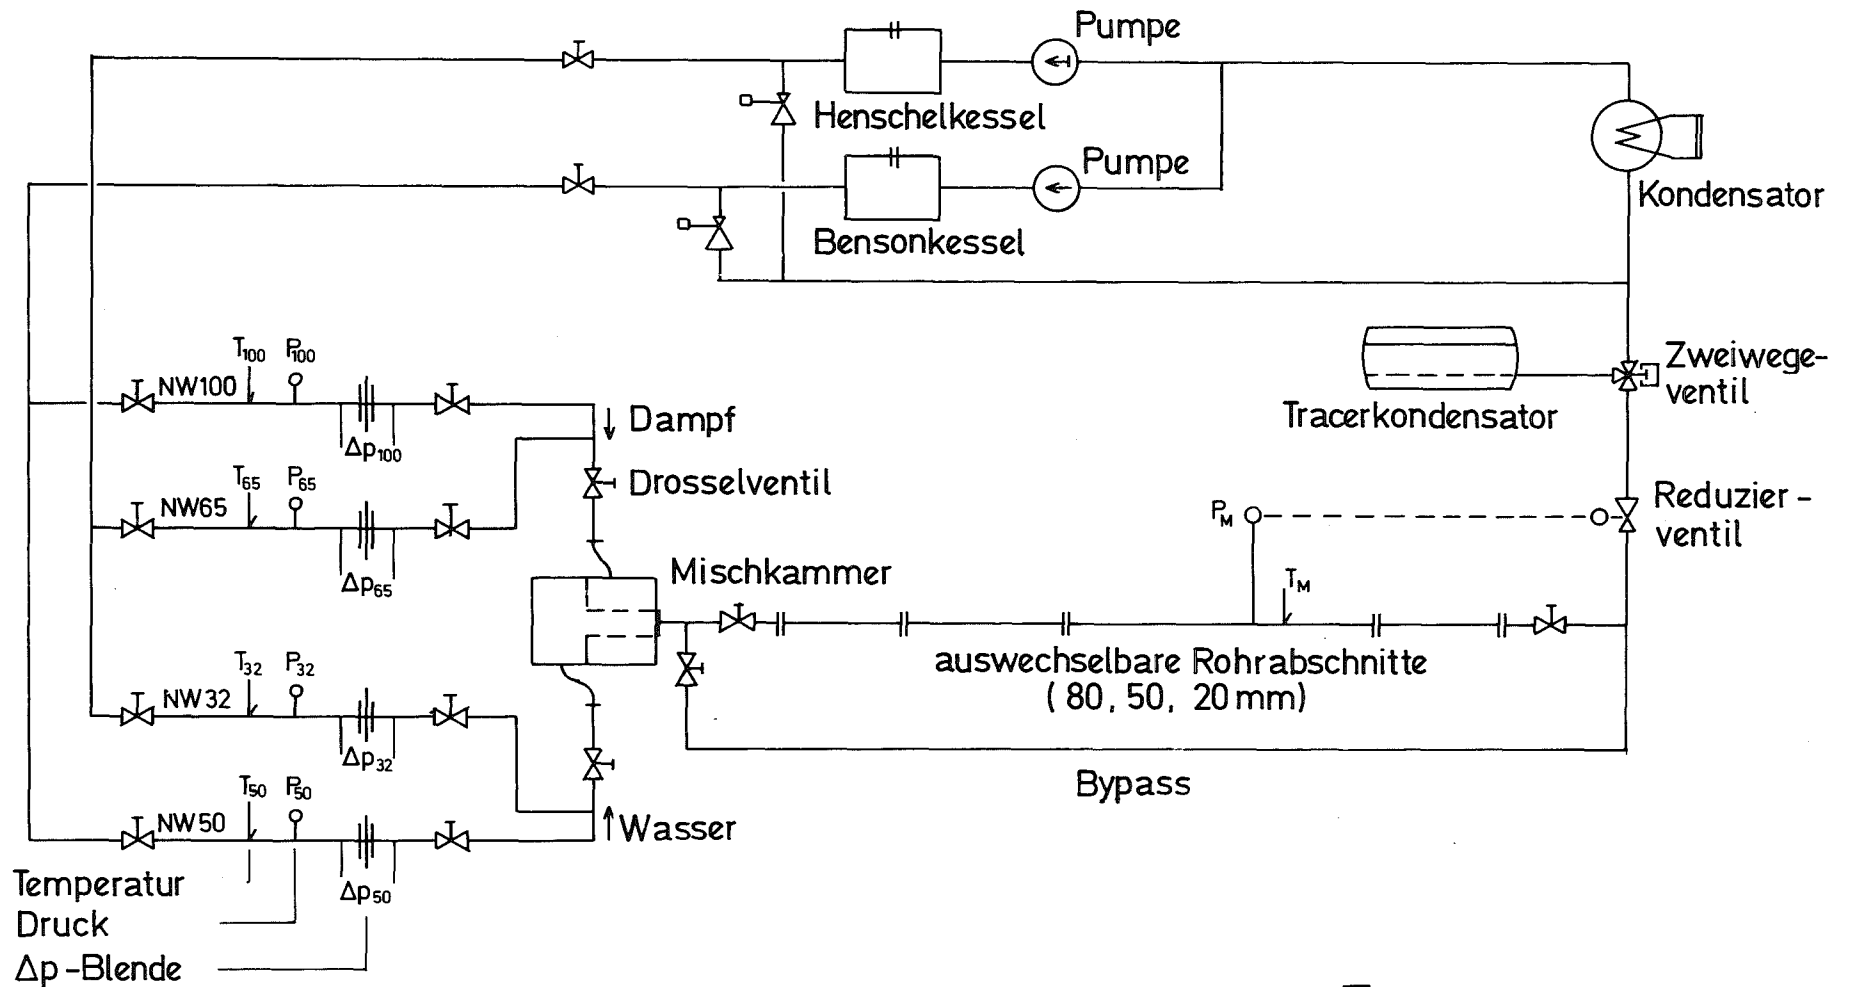 Pumpe
Henschelkessel
Pumpe
Bensonkessel
Kondensator
Zweiwege-
ventil
Tracerkondensator
T100 P100
NW100
Δp100
Dampf
T65 P65
NW65
Δp65
Drosselventil
Reduzier-
ventil
PM
TM
Mischkammer
auswechselbare Rohrabschnitte
(80, 50, 20mm)
T32 P32
NW32
Δp32
Bypass
T50 P50
NW50
Δp50
Wasser
Temperatur
Druck
Δp-Blende